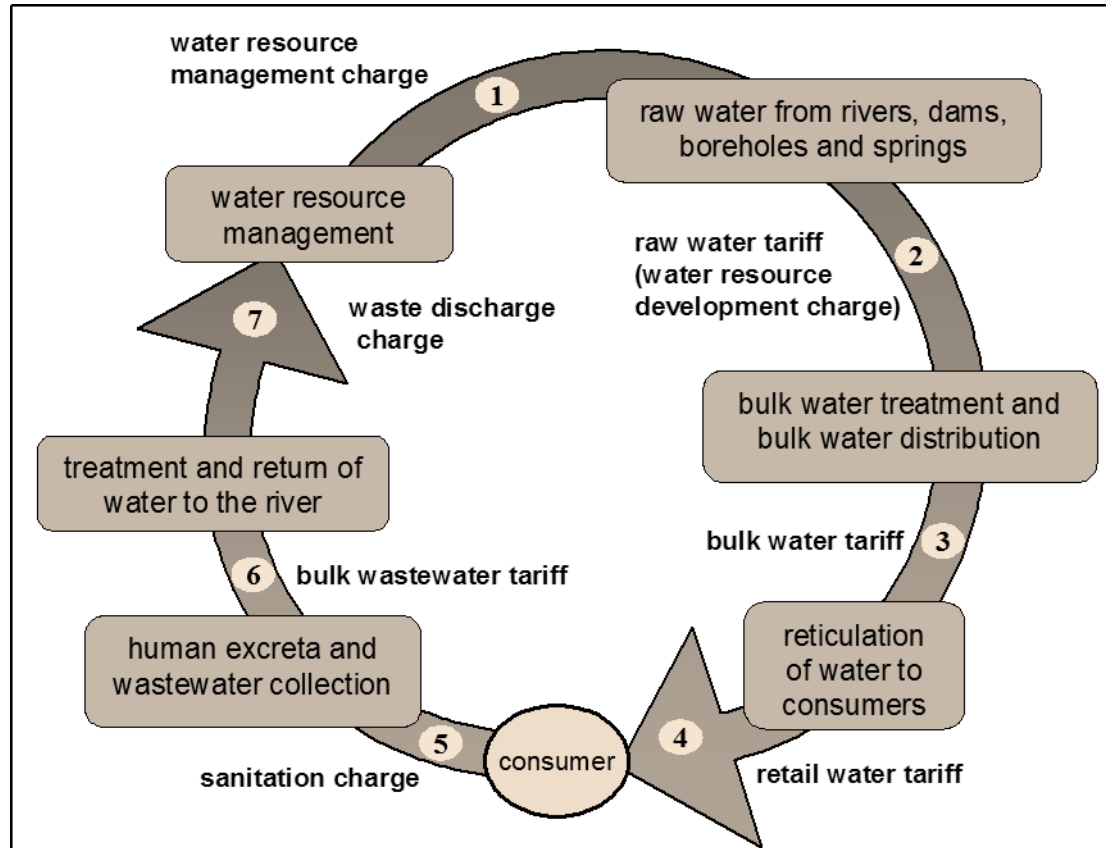 water resource
management charge
1
raw water from rivers, dams,
boreholes and springs
water resource
management
raw water tariff
(water resource
development charge)
2
waste discharge
charge
7
bulk water treatment and
bulk water distribution
treatment and return of
water to the river
bulk water tariff
3
6
bulk wastewater tariff
reticulation
of water to
consumers
human excreta and
wastewater collection
4
5
consumer
sanitation charge
retail water tariff